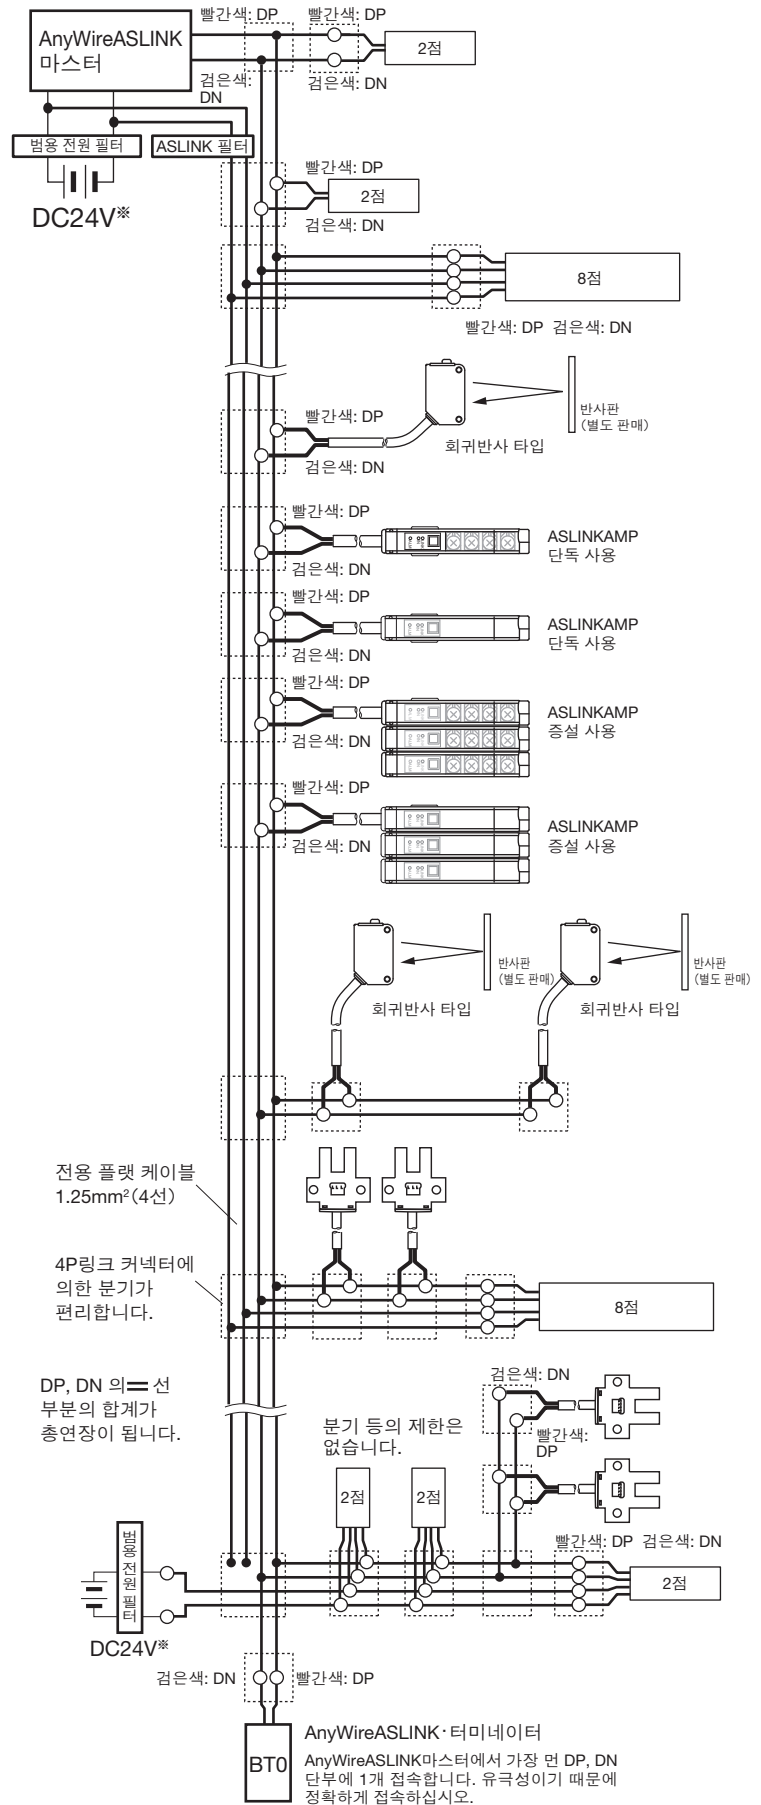 빨간색: DP
빨간색: DP
AnyWireASLINK
마스터
2점
검은색:
DN
검은색: DN
범용 전원 필터
ASLINK 필터
DC24V※
빨간색: DP
2점
검은색: DN
8점
빨간색: DP 검은색: DN
빨간색: DP
반사판
(별도 판매)
회귀반사 타입
검은색: DN
빨간색: DP
ASLINKAMP
단독 사용
검은색: DN
빨간색: DP
ASLINKAMP
단독 사용
검은색: DN
빨간색: DP
ASLINKAMP
증설 사용
검은색: DN
빨간색: DP
ASLINKAMP
증설 사용
검은색: DN
반사판
(별도 판매)
반사판
(별도 판매)
회귀반사 타입
회귀반사 타입
전용 플랫 케이블
1.25mm²(4선)
4P링크 커넥터에
의한 분기가
편리합니다.
8점
DP, DN 의 선
부분의 합계가
총연장이 됩니다.
검은색: DN
분기 등의 제한은
없습니다.
빨간색:
DP
2점
2점
범용 전원 필터
빨간색: DP 검은색: DN
2점
DC24V※
검은색: DN
빨간색: DP
BT0
AnyWireASLINK·터미네이터
AnyWireASLINK마스터에서 가장 먼 DP, DN
단부에 1개 접속합니다. 유극성이기 때문에
정확하게 접속하십시오.